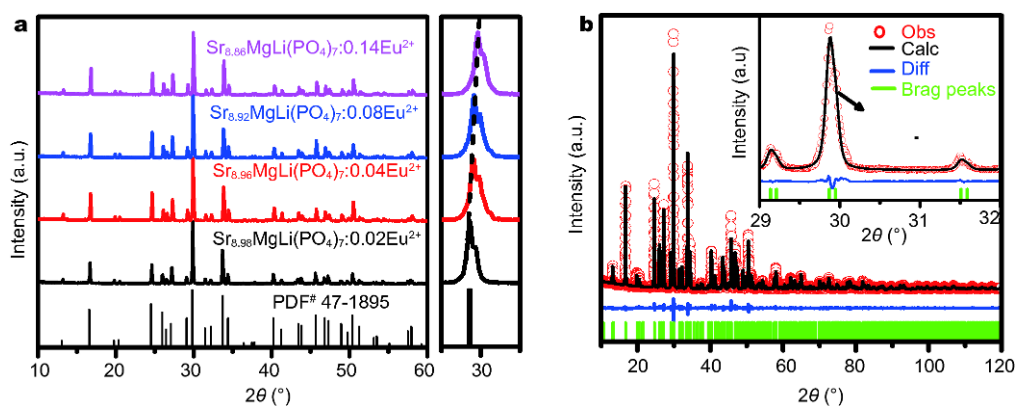 a
Intensity (a.u.)
Sr8.86MgLi(PO4)7:0.14Eu2+
Sr8.92MgLi(PO4)7:0.08Eu2+
Sr8.96MgLi(PO4)7:0.04Eu2+
Sr8.98MgLi(PO4)7:0.02Eu2+
PDF# 47-1895
10 20 30 40 50 60 30
2θ (°)
2θ (°)
b
Intensity (a.u.)
Intensity (a.u)
Obs
Calc
Diff
Brag peaks
29 30 31 32
2θ (°)
20 40 60 80 100 120
2θ (°)